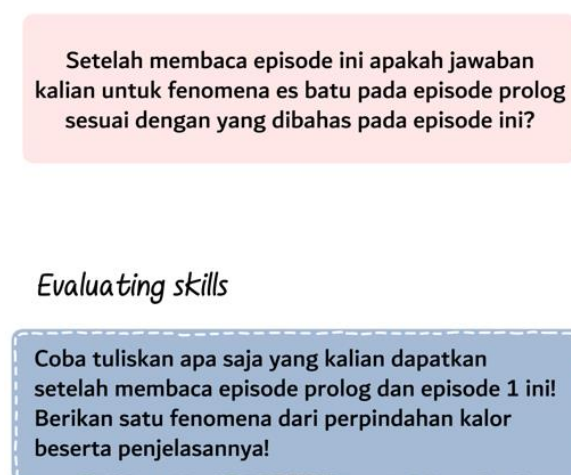 Setelah membaca episode ini apakah jawaban
kalian untuk fenomena es batu pada episode prolog
sesuai dengan yang dibahas pada episode ini?
Evaluating skills
Coba tuliskan apa saja yang kalian dapatkan
setelah membaca episode prolog dan episode 1 ini!
Berikan satu fenomena dari perpindahan kalor
beserta penjelasannya!